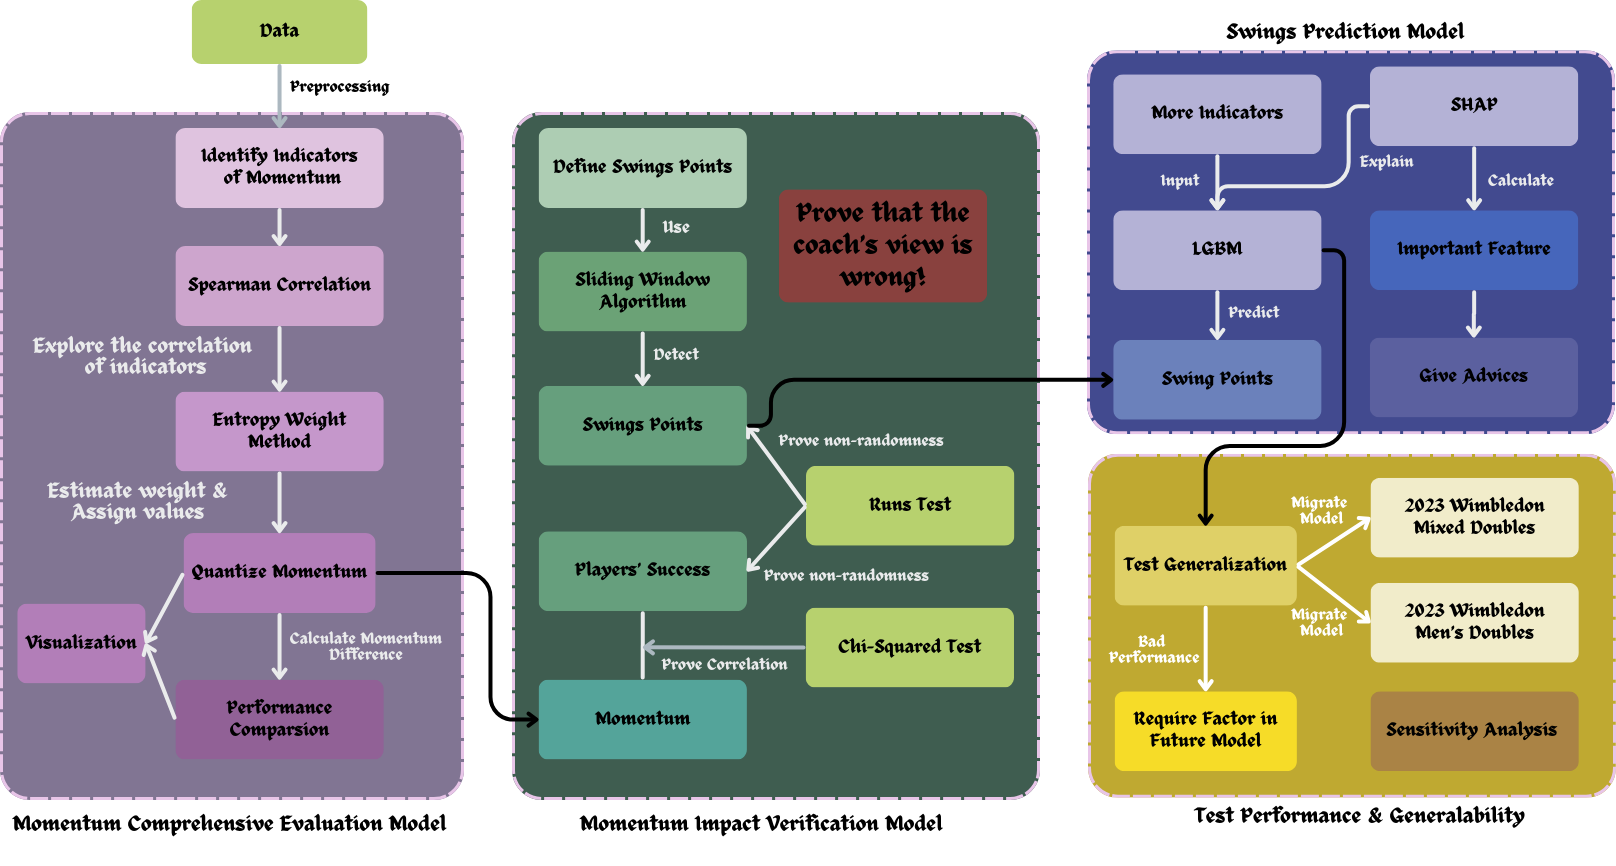 Data
Preprocessing
Identify Indicators
of Momentum
Spearman Correlation
Explore the correlation
of indicators
Entropy Weight
Method
Estimate weight &
Assign values
Quantize Momentum
Visualization
Calculate Momentum
Difference
Performance
Comparsion
Momentum Comprehensive Evaluation Model
Define Swings Points
Use
Prove that the
coach's view is
wrong!
Sliding Window
Algorithm
Detect
Swings Points
Prove non-randomness
Runs Test
Players' Success
Prove non-randomness
Chi-Squared Test
Prove Correlation
Momentum
Momentum Impact Verification Model
Swings Prediction Model
More Indicators
SHAP
Input
Explain
Calculate
LGBM
Important Feature
Predict
Swing Points
Give Advices
Migrate
Model
2023 Wimbledon
Mixed Doubles
Test Generalization
Migrate
Model
2023 Wimbledon
Men's Doubles
Bad
Performance
Require Factor in
Future Model
Sensitivity Analysis
Test Performance & Generalability